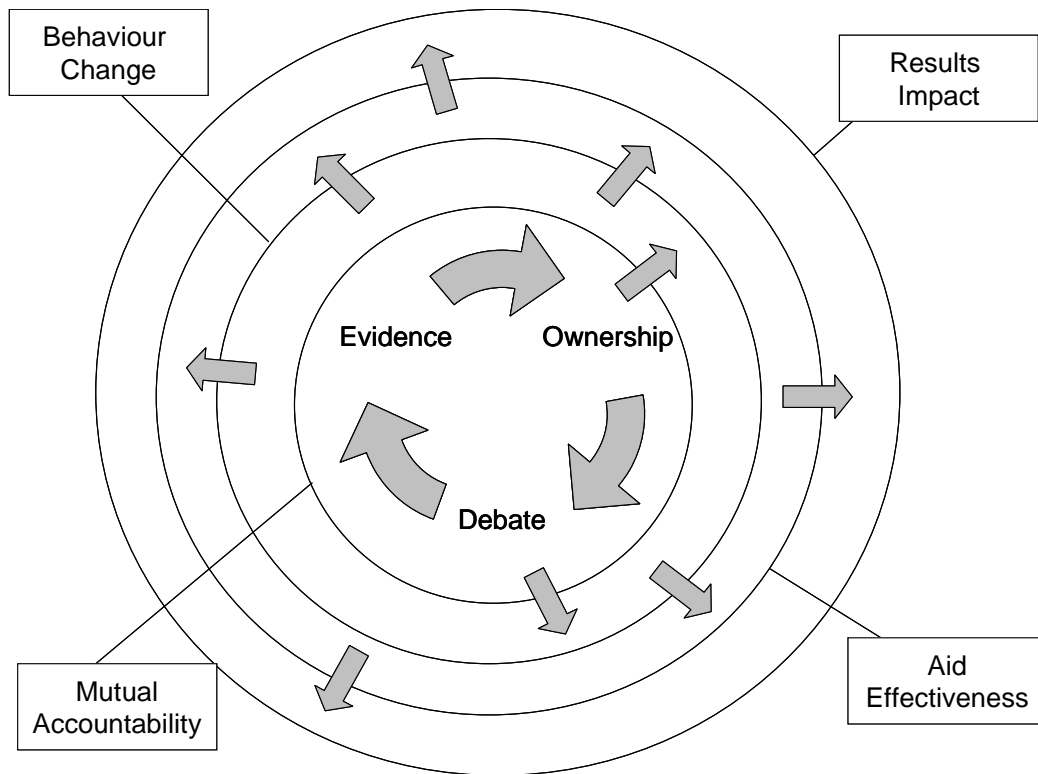 Behaviour
Change
Results
Impact
Evidence
Ownership
Debate
Mutual
Accountability
Aid
Effectiveness